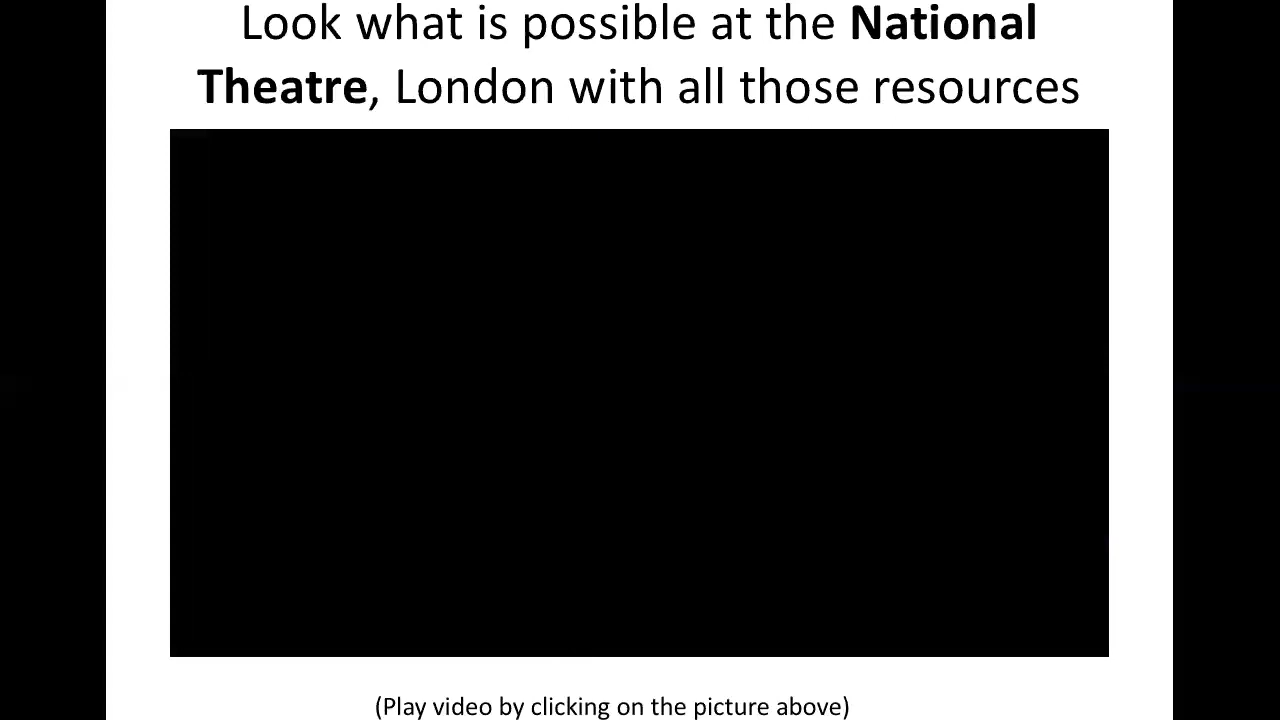 Look what is possible at the National
Theatre, London with all those resources
(Play video by clicking on the picture above)